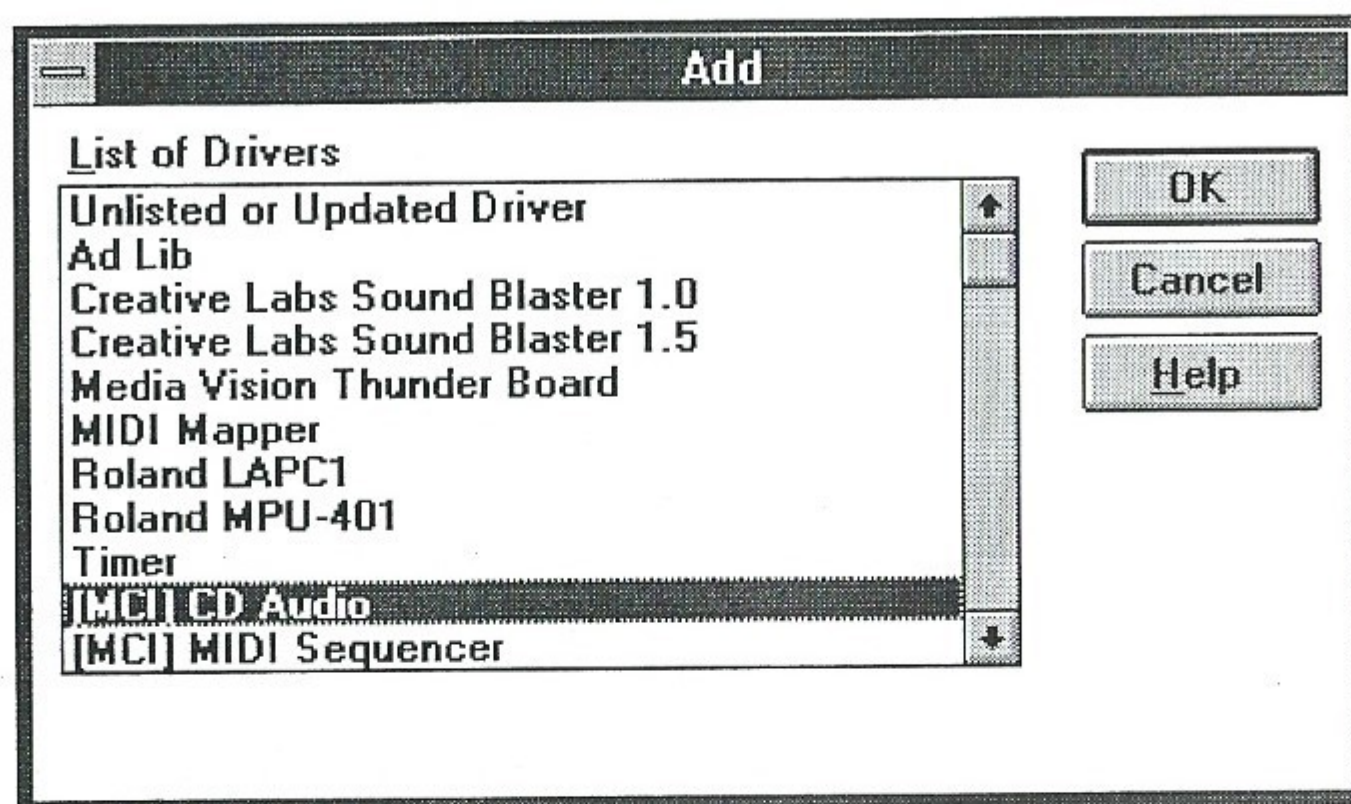 Add
List of Drivers
Unlisted or Updated Driver
Ad Lib
Creative Labs Sound Blaster 1.0
Creative Labs Sound Blaster 1.5
Media Vision Thunder Board
MIDI Mapper
Roland LAPC1
Roland MPU-401
Timer
[MCI] CD Audio
[MCI] MIDI Sequencer
OK
Cancel
Help